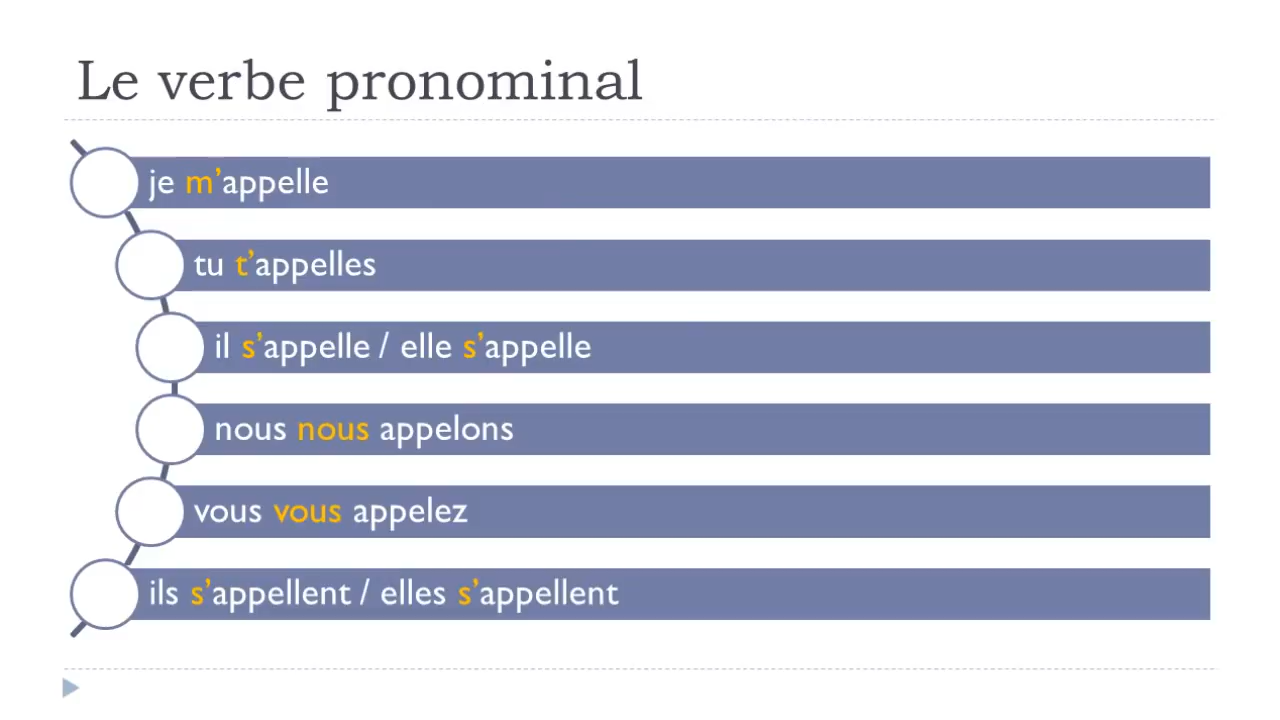 Le verbe pronominal
je m’appelle
tu t’appelles
il s’appelle / elle s’appelle
nous nous appelons
vous vous appelez
ils s’appellent / elles s’appellent